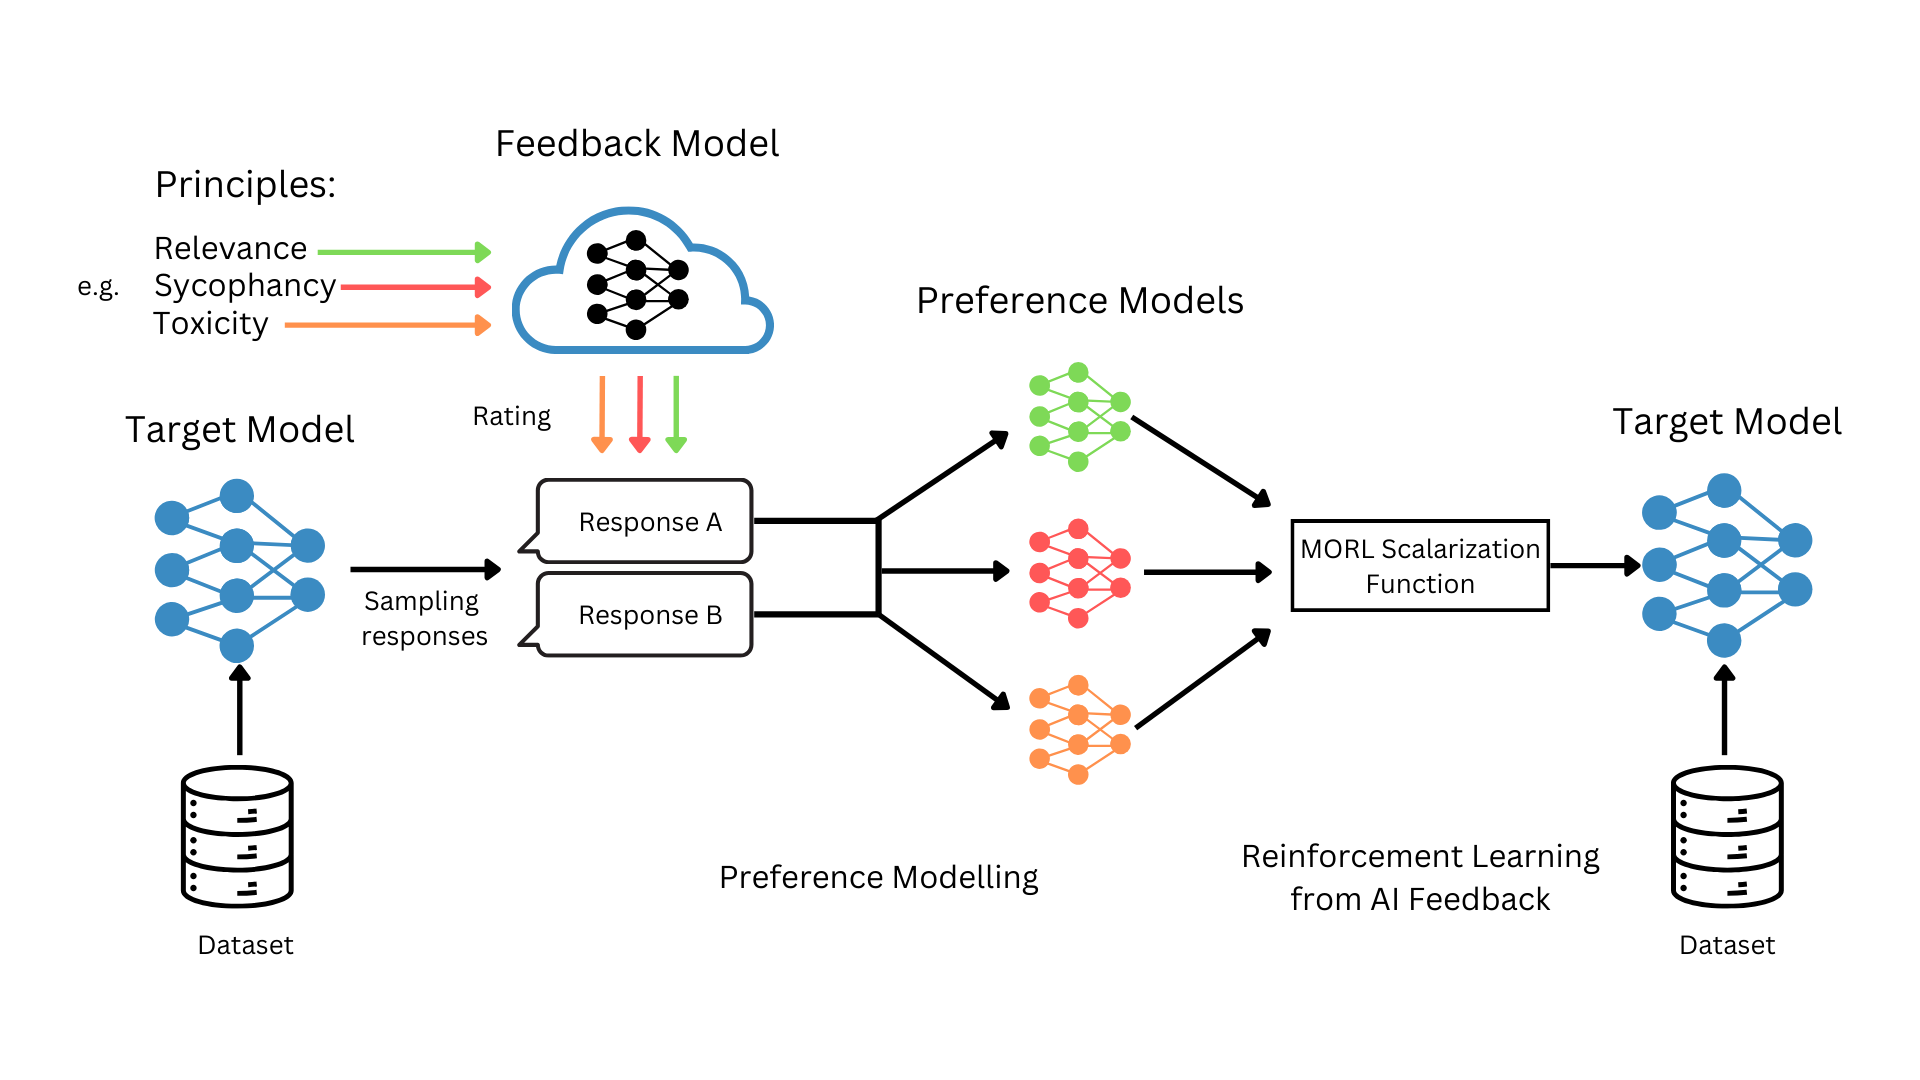 Feedback Model
Principles:
Relevance
e.g. Sycophancy
Toxicity
Rating
Preference Models
Target Model
Target Model
Response A
Response B
Sampling
responses
MORL Scalarization
Function
Preference Modelling
Reinforcement Learning
from AI Feedback
Dataset
Dataset